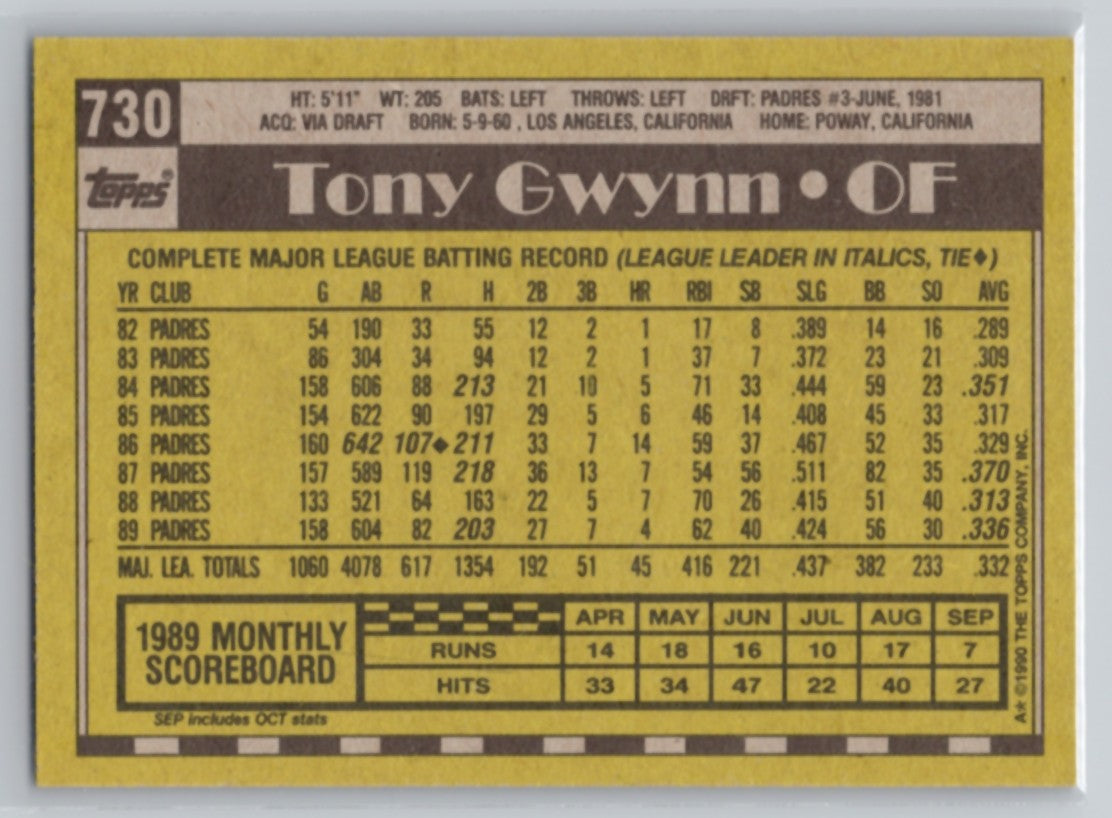 730
HT: 5'11" WT: 205 BATS: LEFT THROWS: LEFT DRFT: PADRES #3-JUNE, 1981
ACQ: VIA DRAFT BORN: 5-9-60 , LOS ANGELES, CALIFORNIA HOME: POWAY, CALIFORNIA
topps®
Tony Gwynn • OF
COMPLETE MAJOR LEAGUE BATTING RECORD (LEAGUE LEADER IN ITALICS, TIE♦)
YR CLUB G AB R H 2B 3B HR RBI SB SLG BB SO AVG
82 PADRES 54 190 33 55 12 2 1 17 8 .389 14 16 .289
83 PADRES 86 304 34 94 12 2 1 37 7 .372 23 21 .309
84 PADRES 158 606 88 213 21 10 5 71 33 .444 59 23 .351
85 PADRES 154 622 90 197 29 5 6 46 14 .408 45 33 .317
86 PADRES 160 642 107♦ 211 33 7 14 59 37 .467 52 35 .329
87 PADRES 157 589 119 218 36 13 7 54 56 .511 82 35 .370
88 PADRES 133 521 64 163 22 5 7 70 26 .415 51 40 .313
89 PADRES 158 604 82 203 27 7 4 62 40 .424 56 30 .336
MAJ. LEA. TOTALS 1060 4078 617 1354 192 51 45 416 221 .437 382 233 .332
1989 MONTHLY
SCOREBOARD
APR MAY JUN JUL AUG SEP
RUNS 14 18 16 10 17 7
HITS 33 34 47 22 40 27
SEP includes OCT stats
A* ©1990 THE TOPPS COMPANY, INC.